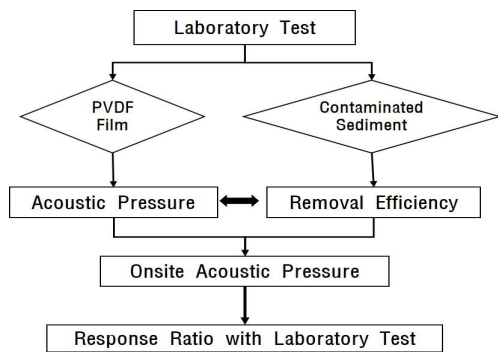 Laboratory Test
PVDF
Film
Contaminated
Sediment
Acoustic Pressure
Removal Efficiency
Onsite Acoustic Pressure
Response Ratio with Laboratory Test